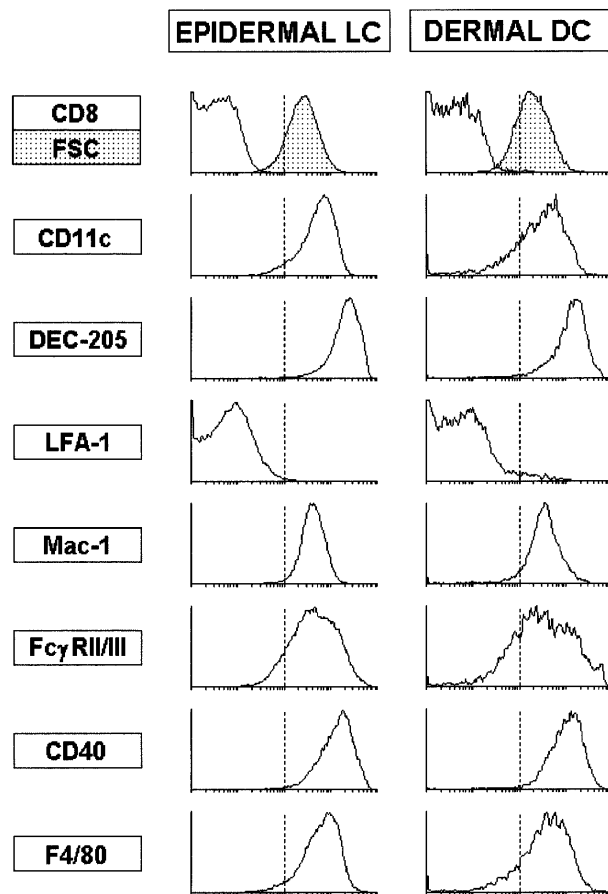 EPIDERMAL LC
DERMAL DC
CD8
FSC
CD11c
DEC-205
LFA-1
Mac-1
FcγRII/III
CD40
F4/80